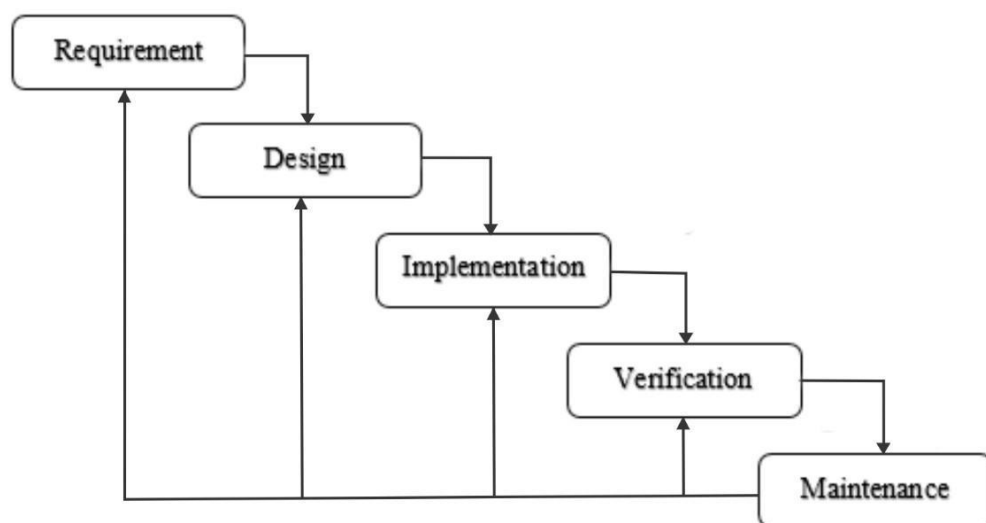 Requirement
Design
Implementation
Verification
Maintenance